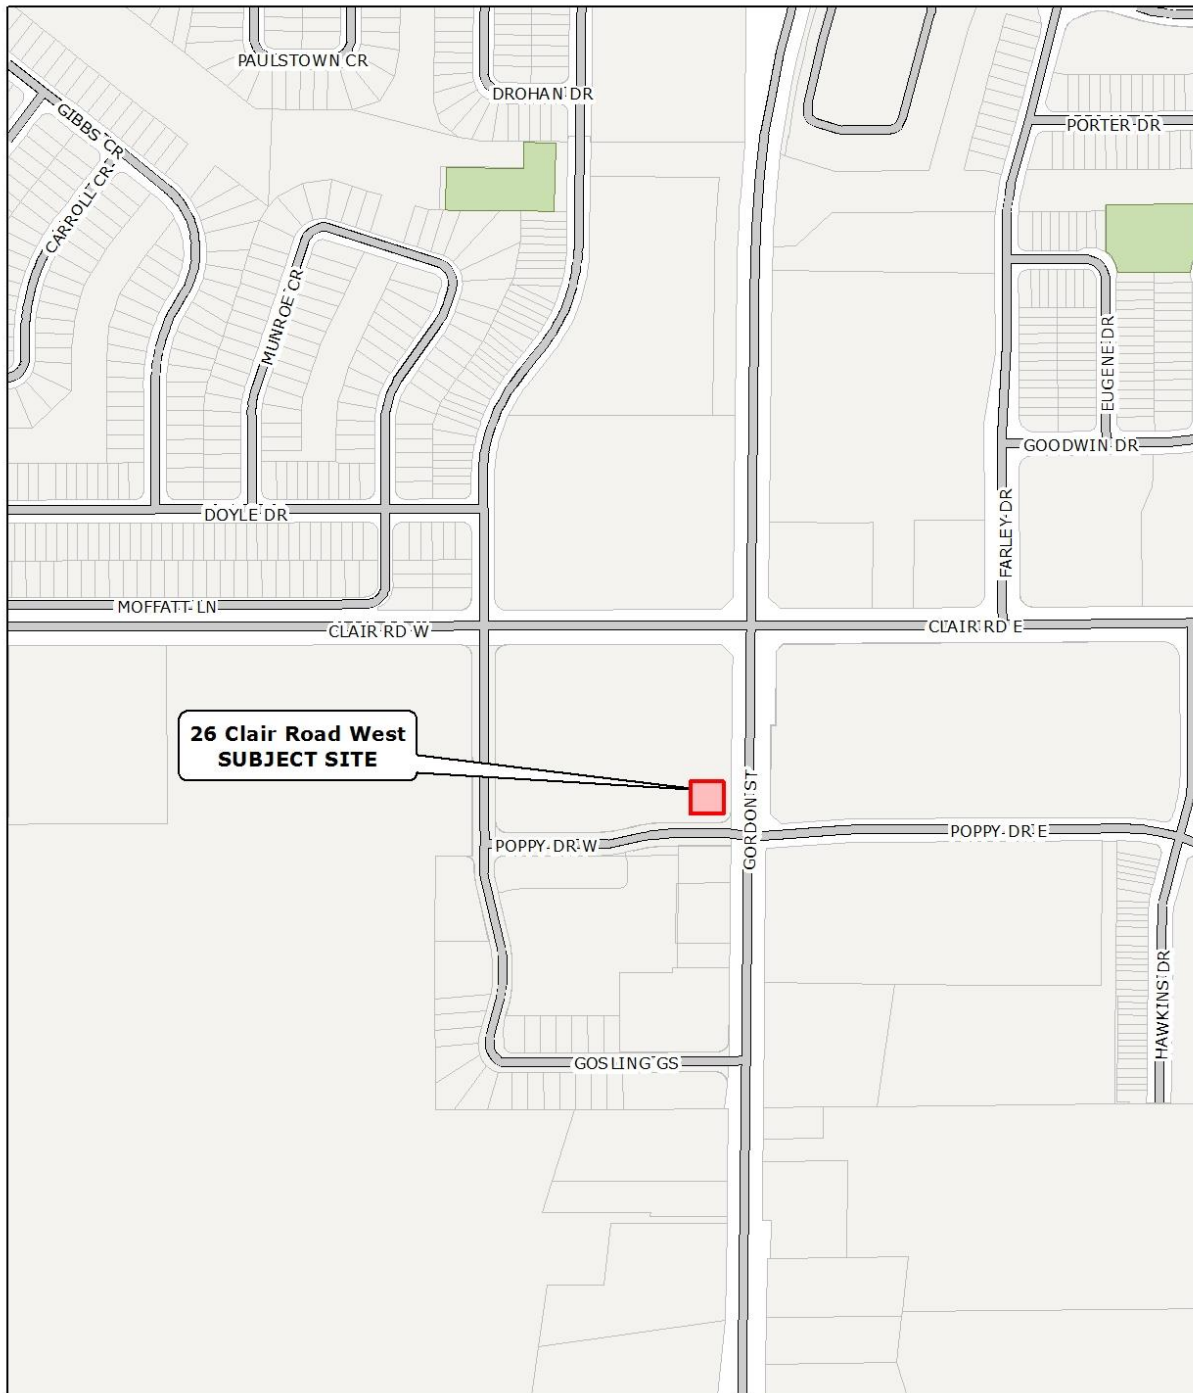 PAULSTOWN CR
DROHAN DR
GIBBS CR
PORTER DR
CARROLL CR
MUNROE CR
EUGENE DR
GOODWIN DR
DOYLE DR
FARLEY DR
MOFFATT LN
CLAIR RD W
CLAIR RD E
26 Clair Road West
SUBJECT SITE
GORDON ST
POPPY DR W
POPPY DR E
HAWKINS DR
GOSLING GS